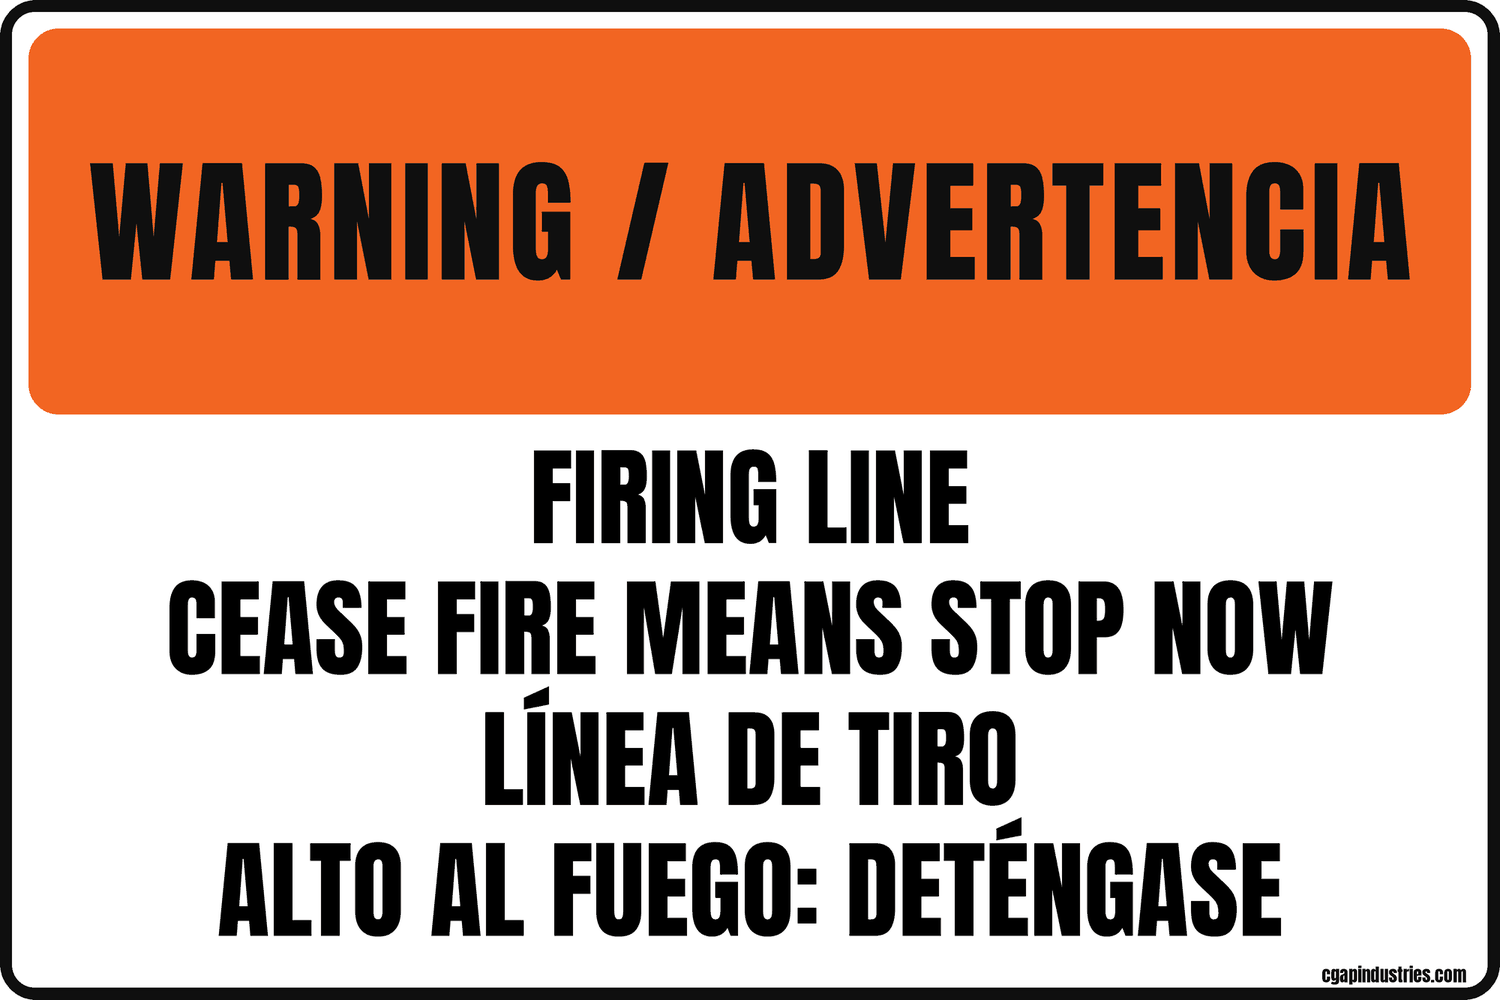 WARNING / ADVERTENCIA
FIRING LINE
CEASE FIRE MEANS STOP NOW
LÍNEA DE TIRO
ALTO AL FUEGO: DETÉNGASE
cgapindustries.com